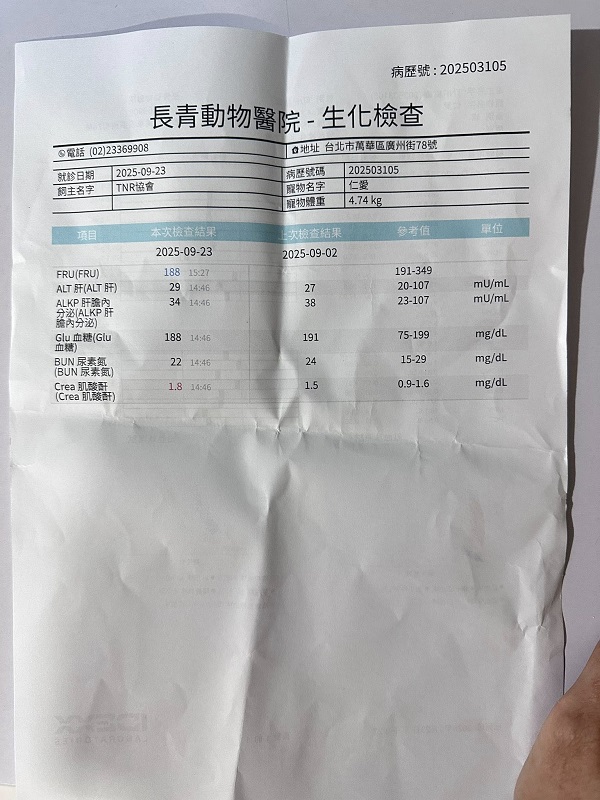 病歷號 : 202503105
長青動物醫院 - 生化檢查
電話 (02)23369908 地址 台北市萬華區廣州街78號
就診日期 2025-09-23 病歷號碼 202503105
飼主名字 TNR協會 寵物名字 仁愛
寵物體重 4.74 kg
項目 本次檢查結果 上次檢查結果 參考值 單位
2025-09-23 2025-09-02
FRU(FRU) 188 15:27 191-349
ALT 肝(ALT 肝) 29 14:46 27 20-107 mU/mL
ALKP 肝膽內 34 14:46 38 23-107 mU/mL
分泌(ALKP 肝
膽內分泌)
Glu 血糖(Glu 188 14:46 191 75-199 mg/dL
血糖)
BUN 尿素氮 22 14:46 24 15-29 mg/dL
(BUN 尿素氮)
Crea 肌酸酐 1.8 14:46 1.5 0.9-1.6 mg/dL
(Crea 肌酸酐)